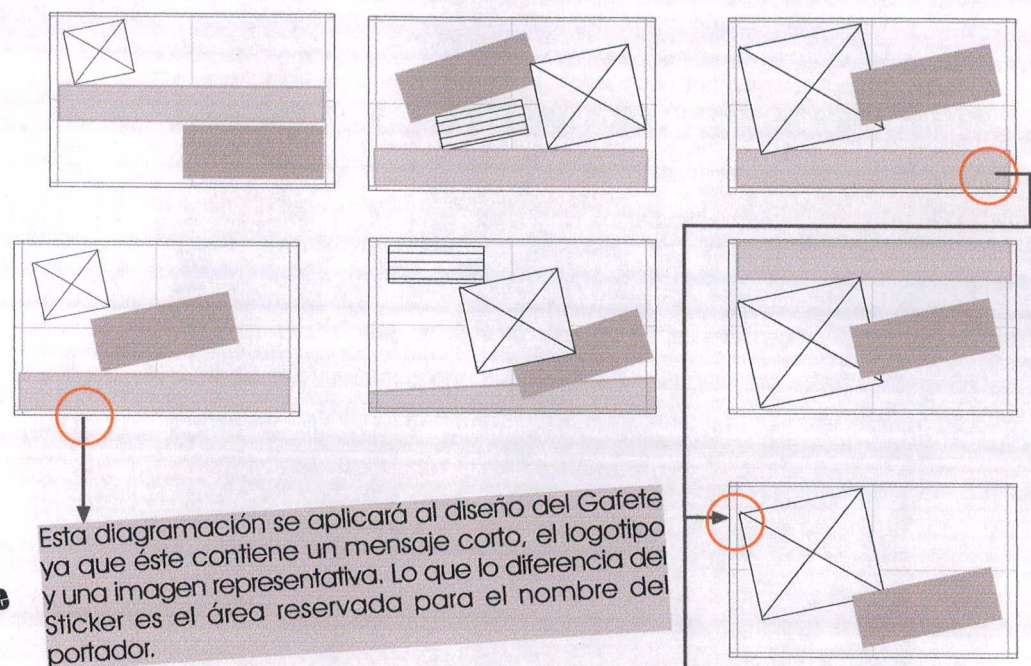 Esta diagramación se aplicará al diseño del Gafete
ya que éste contiene un mensaje corto, el logotipo
y una imagen representativa. Lo que lo diferencia del
Sticker es el área reservada para el nombre del
portador.